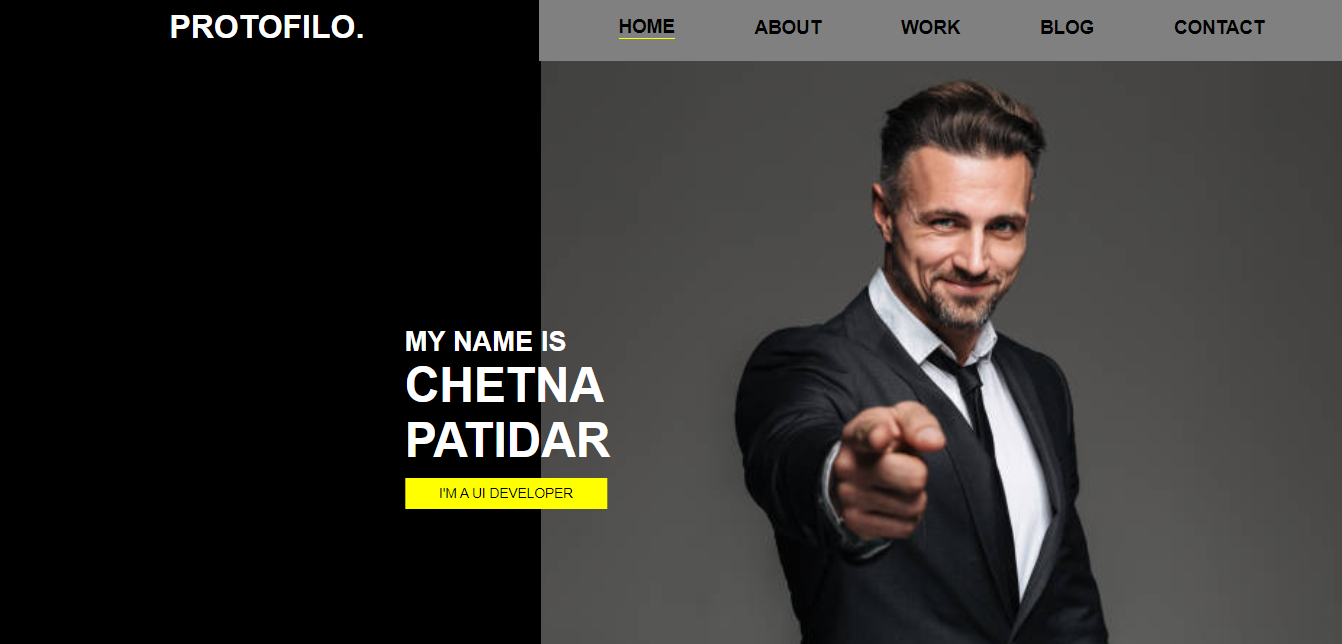 PROTOFILO.
HOME ABOUT WORK BLOG CONTACT
MY NAME IS
CHETNA
PATIDAR
I'M A UI DEVELOPER